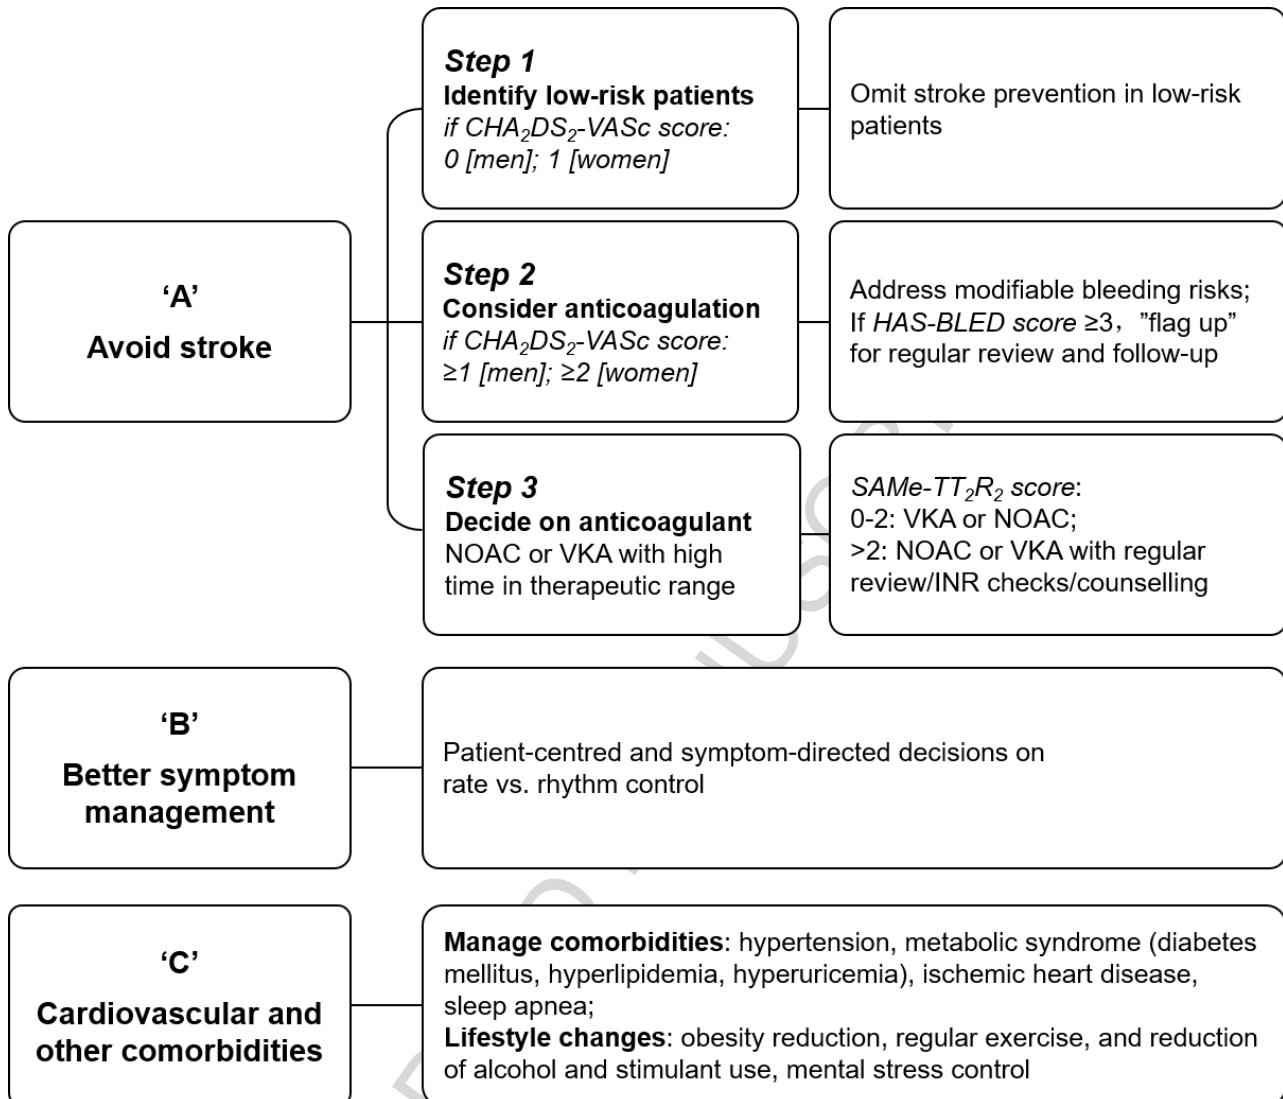 Step 1
Identify low-risk patients
if CHA₂DS₂-VASc score:
0 [men]; 1 [women]
Omit stroke prevention in low-risk
patients
‘A’
Avoid stroke
Step 2
Consider anticoagulation
if CHA₂DS₂-VASc score:
≥1 [men]; ≥2 [women]
Address modifiable bleeding risks;
If HAS-BLED score ≥3，”flag up”
for regular review and follow-up
Step 3
Decide on anticoagulant
NOAC or VKA with high
time in therapeutic range
SAMe-TT₂R₂ score:
0-2: VKA or NOAC;
>2: NOAC or VKA with regular
review/INR checks/counselling
‘B’
Better symptom
management
Patient-centred and symptom-directed decisions on
rate vs. rhythm control
‘C’
Cardiovascular and
other comorbidities
Manage comorbidities: hypertension, metabolic syndrome (diabetes
mellitus, hyperlipidemia, hyperuricemia), ischemic heart disease,
sleep apnea;
Lifestyle changes: obesity reduction, regular exercise, and reduction
of alcohol and stimulant use, mental stress control